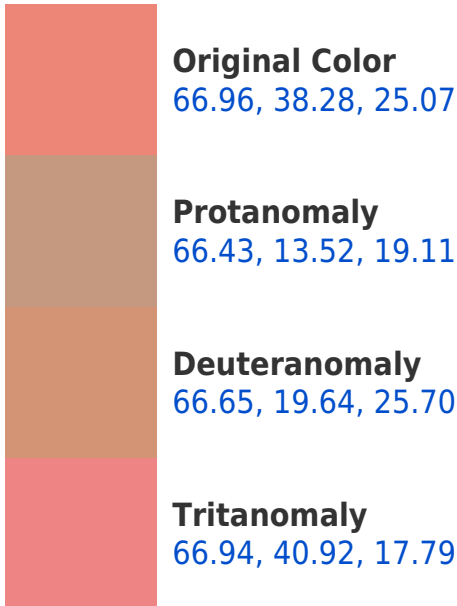 Original Color
66.96, 38.28, 25.07
Protanomaly
66.43, 13.52, 19.11
Deuteranomaly
66.65, 19.64, 25.70
Tritanomaly
66.94, 40.92, 17.79